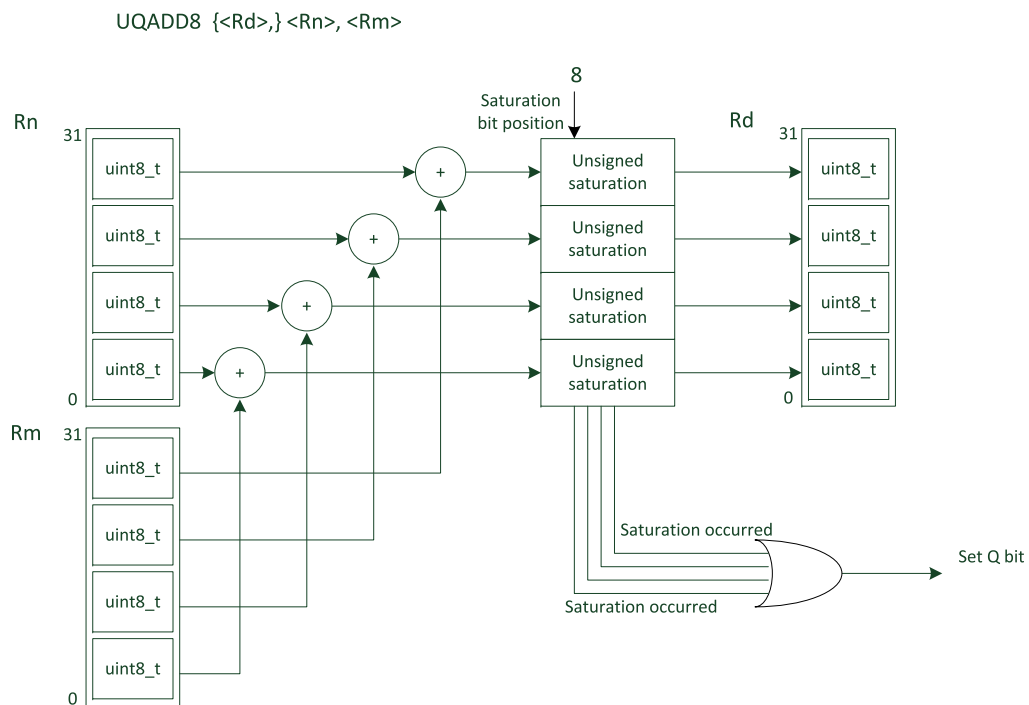 UQADD8 {<Rd>,} <Rn>, <Rm>
8
Saturation
bit position
Rn
31
uint8_t
uint8_t
uint8_t
uint8_t
0
+
+
+
+
Unsigned
saturation
Unsigned
saturation
Unsigned
saturation
Unsigned
saturation
Rd
31
uint8_t
uint8_t
uint8_t
uint8_t
0
Rm
31
uint8_t
uint8_t
uint8_t
uint8_t
0
Saturation occurred
Saturation occurred
Set Q bit